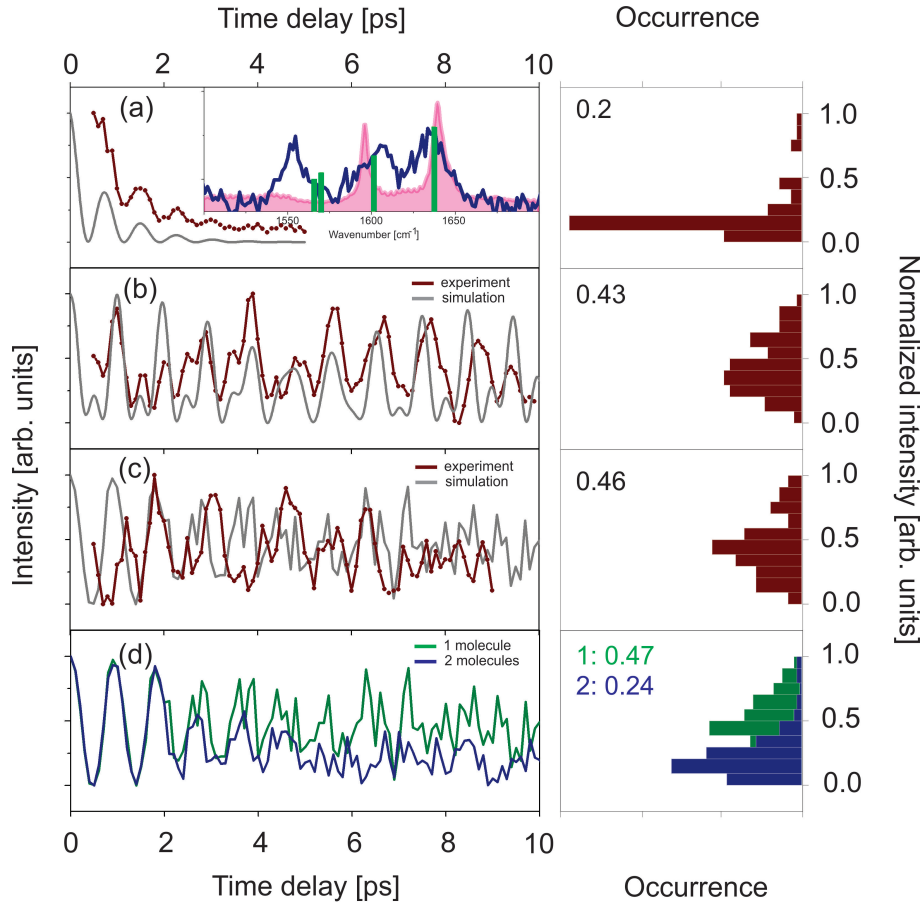 Time delay [ps]
Occurrence
0 2 4 6 8 10
(a)
0.2
1.0
0.5
0.0
1550 1600 1650
Wavenumber [cm-1]
(b)
experiment
simulation
0.43
1.0
0.5
0.0
(c)
experiment
simulation
0.46
1.0
0.5
0.0
(d)
1 molecule
2 molecules
1: 0.47
2: 0.24
1.0
0.5
0.0
Intensity [arb. units]
Normalized intensity [arb. units]
0 2 4 6 8 10
Time delay [ps]
Occurrence